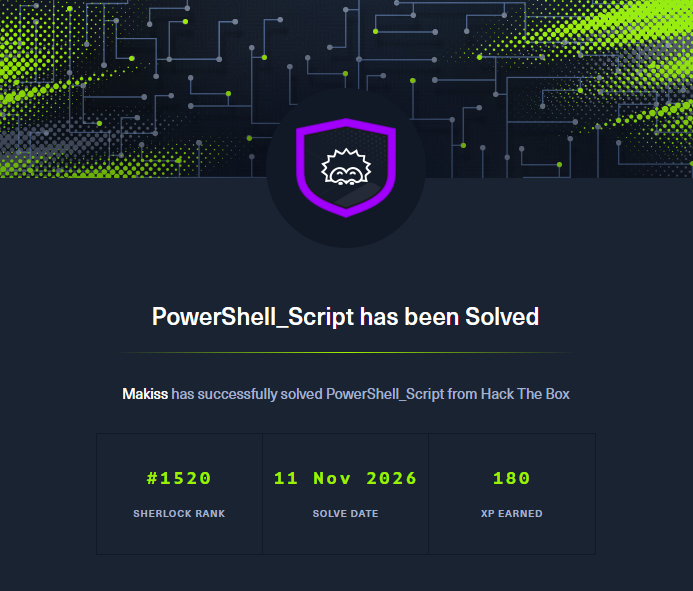 PowerShell_Script has been Solved
Makiss has successfully solved PowerShell_Script from Hack The Box
#1520
SHERLOCK RANK
11 Nov 2026
SOLVE DATE
180
XP EARNED